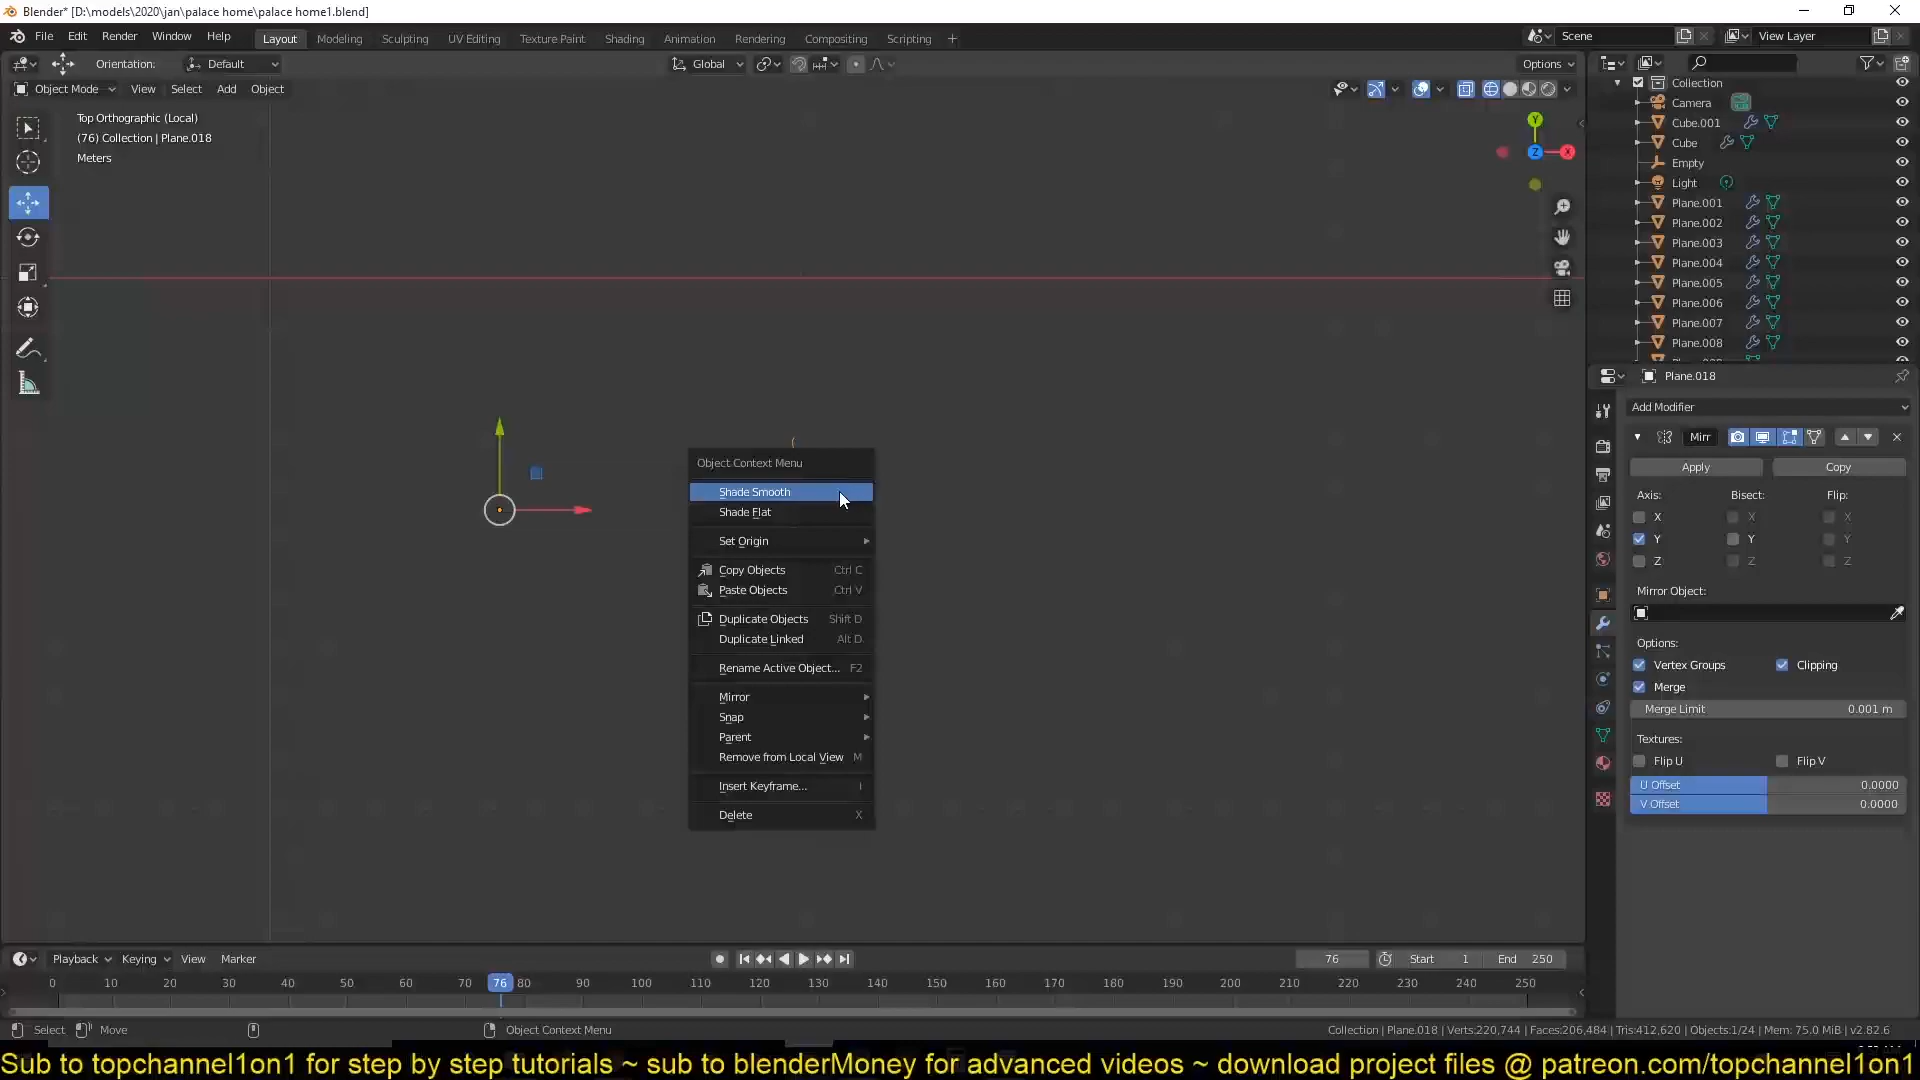 Blender* [D:\models\2020\jan\palace home\palace home1.blend]
File Edit Render Window Help
Layout Modeling Sculpting UV Editing Texture Paint Shading Animation Rendering Compositing Scripting +
Scene
View Layer
Orientation: Default
Global
Options
Object Mode View Select Add Object
Top Orthographic (Local)
(76) Collection | Plane.018
Meters
Y
Z
X
Collection
Camera
Cube.001
Cube
Empty
Light
Plane.001
Plane.002
Plane.003
Plane.004
Plane.005
Plane.006
Plane.007
Plane.008
Plane.018
Add Modifier
Mirr
Apply Copy
Axis: Bisect: Flip:
X X X
Y Y Y
Z Z Z
Mirror Object:
Options:
Vertex Groups Clipping
Merge
Merge Limit 0.001 m
Textures:
Flip U Flip V
U Offset 0.0000
V Offset 0.0000
Object Context Menu
Shade Smooth
Shade Flat
Set Origin
Copy Objects Ctrl C
Paste Objects Ctrl V
Duplicate Objects Shift D
Duplicate Linked Alt D
Rename Active Object... F2
Mirror
Snap
Parent
Remove from Local View M
Insert Keyframe... I
Delete X
Playback Keying View Marker
76 Start 1 End 250
0 10 20 30 40 50 60 70 76 80 90 100 110 120 130 140 150 160 170 180 190 200 210 220 230 240 250
Select Move Object Context Menu
Collection | Plane.018 | Verts:220,744 | Faces:206,484 | Tris:412,620 | Objects:1/24 | Mem: 75.0 MiB | v2.82.6
Sub to topchannel1on1 for step by step tutorials ~ sub to blenderMoney for advanced videos ~ download project files @ patreon.com/topchannel1on1